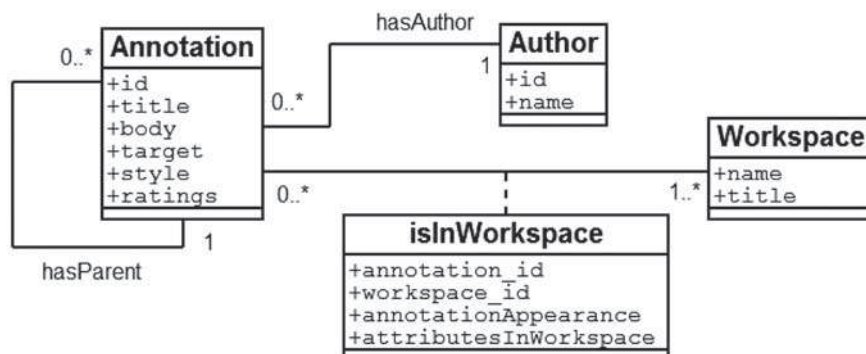 hasAuthor
Annotation
0..*
+id
+title
+body
+target
+style
+ratings
0..*
1
Author
+id
+name
Workspace
+name
+title
0..*
1..*
1
hasParent
isInWorkspace
+annotation_id
+workspace_id
+annotationAppearance
+attributesInWorkspace